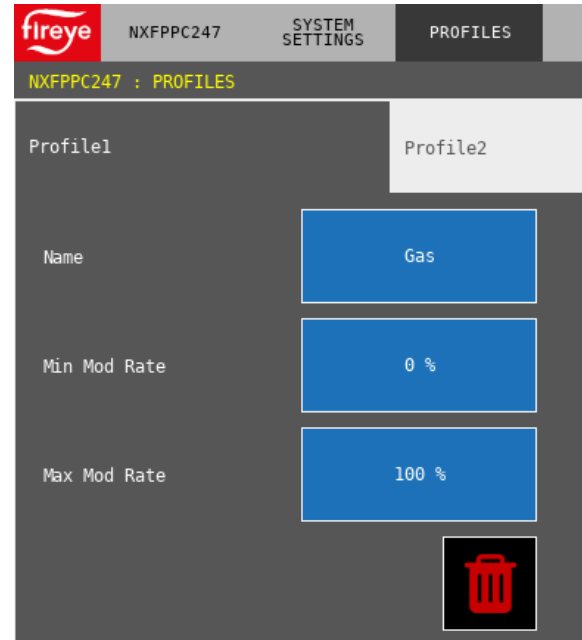 fireye
NXFPPC247
SYSTEM
SETTINGS
PROFILES
NXFPPC247 : PROFILES
Profile1
Profile2
Name
Gas
Min Mod Rate
0 %
Max Mod Rate
100 %